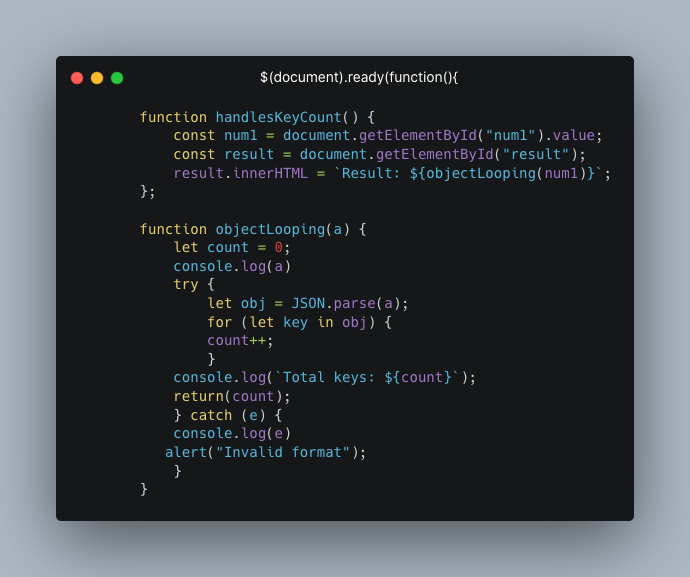 $(document).ready(function(){
function handlesKeyCount() {
    const num1 = document.getElementById("num1").value;
    const result = document.getElementById("result");
    result.innerHTML = `Result: ${objectLooping(num1)}`;
};

function objectLooping(a) {
    let count = 0;
    console.log(a)
    try {
        let obj = JSON.parse(a);
        for (let key in obj) {
        count++;
        }
    console.log(`Total keys: ${count}`);
    return(count);
    } catch (e) {
    console.log(e)
   alert("Invalid format");
    }
}